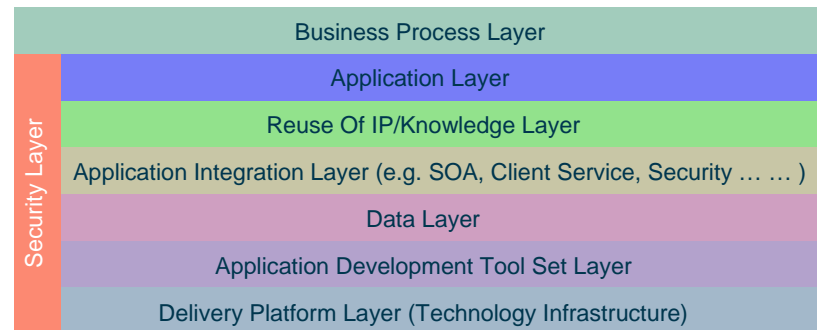 Business Process Layer
Security Layer
Application Layer
Reuse Of IP/Knowledge Layer
Application Integration Layer (e.g. SOA, Client Service, Security … … )
Data Layer
Application Development Tool Set Layer
Delivery Platform Layer (Technology Infrastructure)